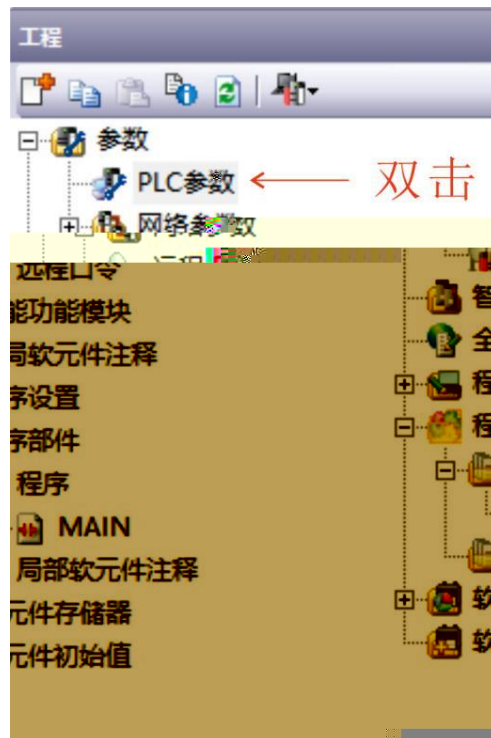 工程
参数
PLC参数 ← 双击
网络参数
远程口令
能功能模块
智
局软元件注释
全
序设置
程
序部件
程
程序
MAIN
局部软元件注释
元件存储器
软
元件初始值
软